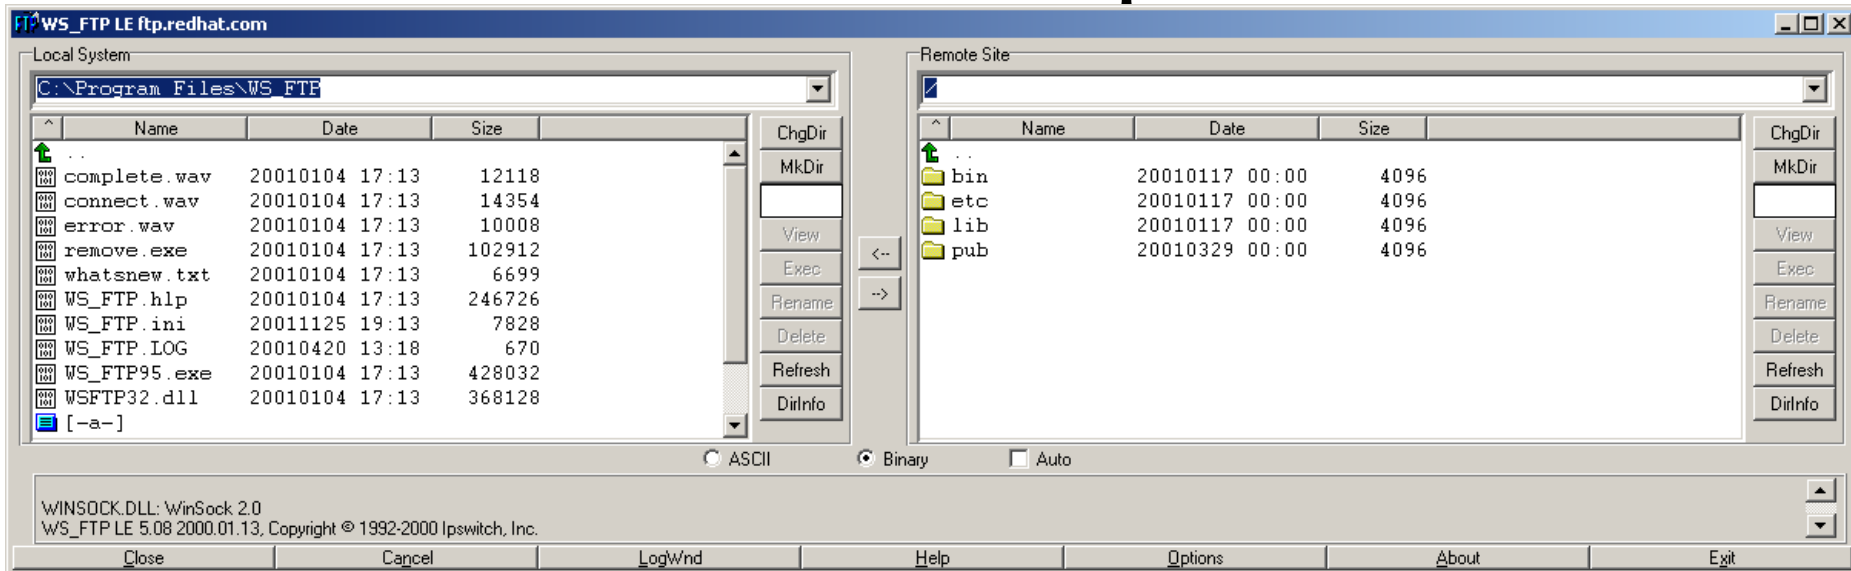 WS_FTP LE ftp.redhat.com
Local System
C:\Program Files\WS_FTP
^ Name Date Size
..
complete.wav 20010104 17:13 12118
connect.wav 20010104 17:13 14354
error.wav 20010104 17:13 10008
remove.exe 20010104 17:13 102912
whatsnew.txt 20010104 17:13 6699
WS_FTP.hlp 20010104 17:13 246726
WS_FTP.ini 20011125 19:13 7828
WS_FTP.LOG 20010420 13:18 670
WS_FTP95.exe 20010104 17:13 428032
WSFTP32.dll 20010104 17:13 368128
[-a-]
ChgDir
MkDir
View
Exec
Rename
Delete
Refresh
DirInfo
<--
-->
Remote Site
/
^ Name Date Size
..
bin 20010117 00:00 4096
etc 20010117 00:00 4096
lib 20010117 00:00 4096
pub 20010329 00:00 4096
ChgDir
MkDir
View
Exec
Rename
Delete
Refresh
DirInfo
ASCII Binary Auto
WINSOCK.DLL: WinSock 2.0
WS_FTP LE 5.08 2000.01.13, Copyright © 1992-2000 Ipswitch, Inc.
Close Cancel LogWnd Help Options About Exit